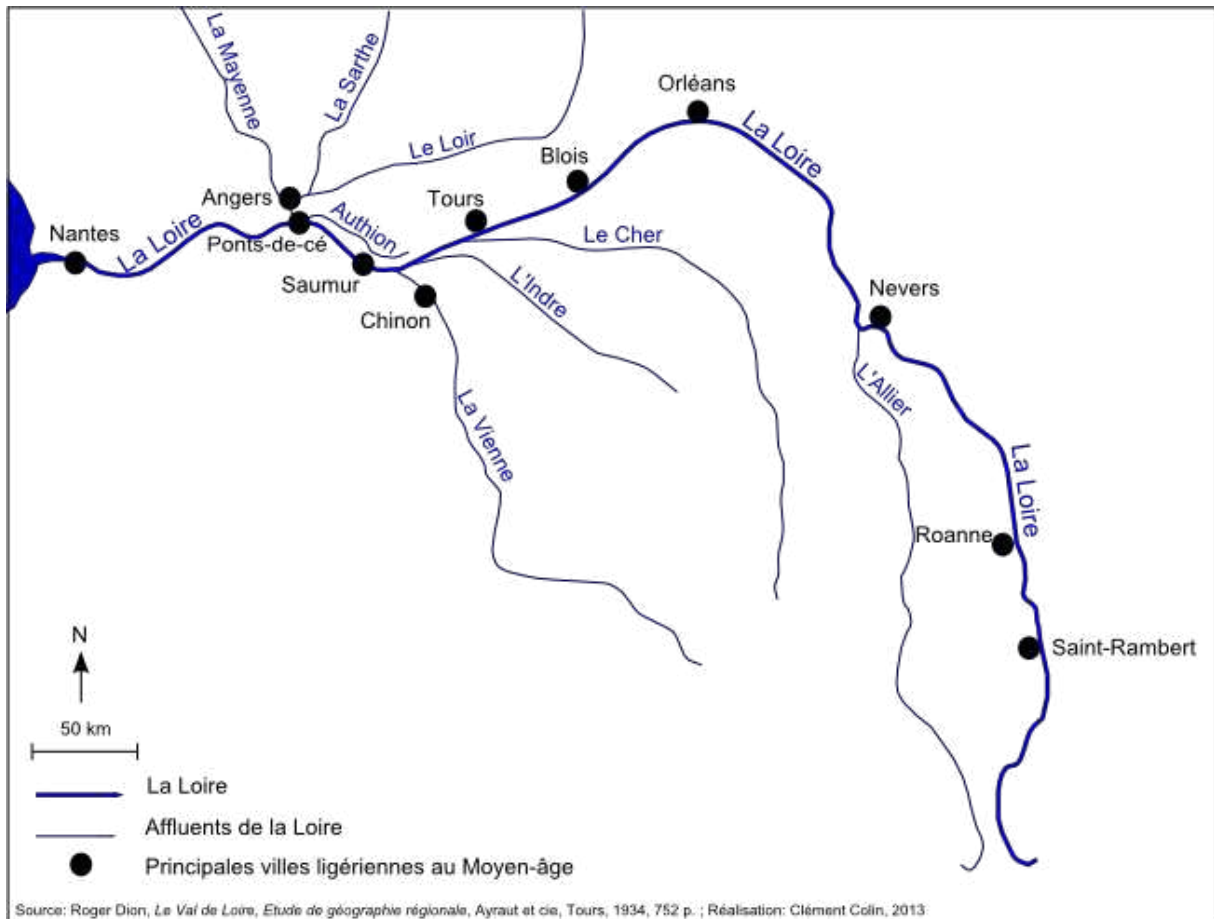 La Mayenne
La Sarthe
Orléans
La Loire
Le Loir
Blois
Angers
Tours
Authion
Nantes
La Loire
Ponts-de-cé
Le Cher
Saumur
L'Indre
Nevers
Chinon
L'Allier
La Vienne
La Loire
Roanne
N
Saint-Rambert
50 km
La Loire
Affluents de la Loire
Principales villes ligériennes au Moyen-âge
Source: Roger Dion, Le Val de Loire, Etude de géographie régionale, Ayraut et cie, Tours, 1934, 752 p. ; Réalisation: Clément Colin, 2013